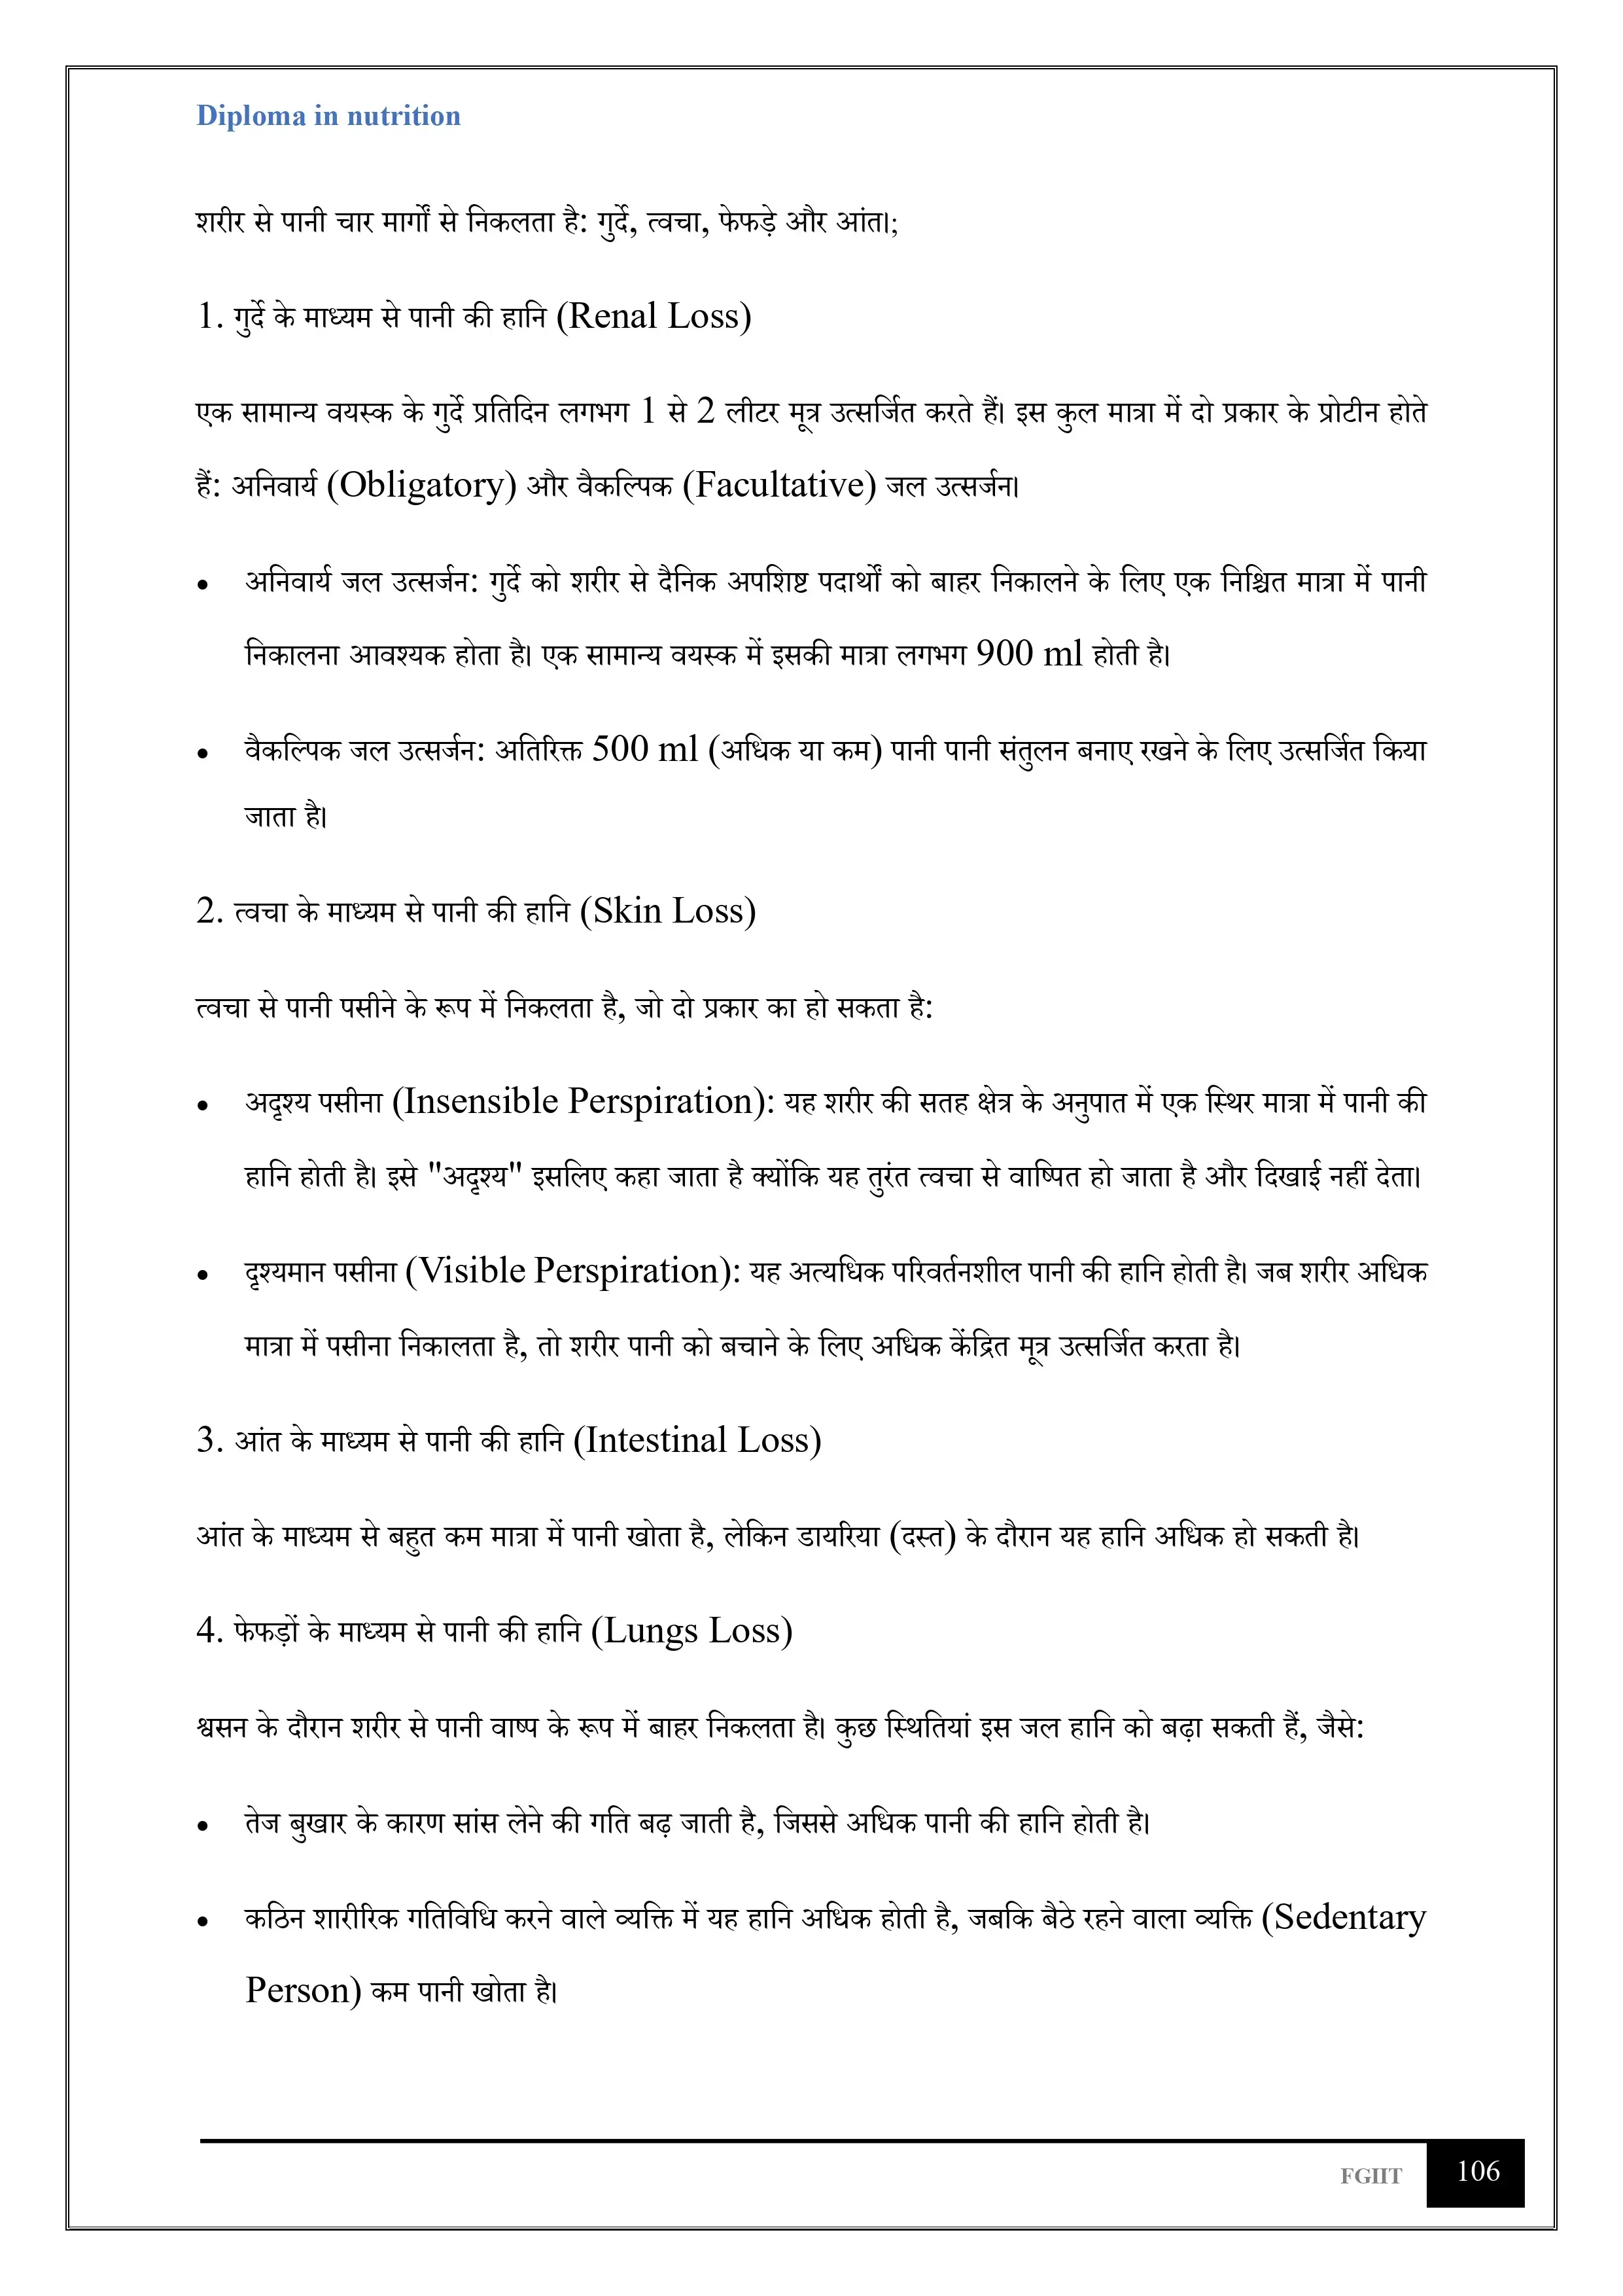 Diploma in nutrition
शरीर से पानी चार मार्गों से निकलता है: गुर्दे, त्वचा, फेफड़े और आंत।;
1. गुर्दे के माध्यम से पानी की हानि (Renal Loss)
एक सामान्य वयस्क के गुर्दे प्रतिदिन लगभग 1 से 2 लीटर मूत्र उत्सर्जित करते हैं। इस कुल मात्रा में दो प्रकार के प्रोटीन होते
हैं: अनिवार्य (Obligatory) और वैकल्पिक (Facultative) जल उत्सर्जन।
• अनिवार्य जल उत्सर्जन: गुर्दे को शरीर से दैनिक अपशिष्ट पदार्थों को बाहर निकालने के लिए एक निश्चित मात्रा में पानी
निकालना आवश्यक होता है। एक सामान्य वयस्क में इसकी मात्रा लगभग 900 ml होती है।
• वैकल्पिक जल उत्सर्जन: अतिरिक्त 500 ml (अधिक या कम) पानी पानी संतुलन बनाए रखने के लिए उत्सर्जित किया
जाता है।
2. त्वचा के माध्यम से पानी की हानि (Skin Loss)
त्वचा से पानी पसीने के रूप में निकलता है, जो दो प्रकार का हो सकता है:
• अदृश्य पसीना (Insensible Perspiration): यह शरीर की सतह क्षेत्र के अनुपात में एक स्थिर मात्रा में पानी की
हानि होती है। इसे "अदृश्य" इसलिए कहा जाता है क्योंकि यह तुरंत त्वचा से वाष्पित हो जाता है और दिखाई नहीं देता।
• दृश्यमान पसीना (Visible Perspiration): यह अत्यधिक परिवर्तनशील पानी की हानि होती है। जब शरीर अधिक
मात्रा में पसीना निकालता है, तो शरीर पानी को बचाने के लिए अधिक केंद्रित मूत्र उत्सर्जित करता है।
3. आंत के माध्यम से पानी की हानि (Intestinal Loss)
आंत के माध्यम से बहुत कम मात्रा में पानी खोता है, लेकिन डायरिया (दस्त) के दौरान यह हानि अधिक हो सकती है।
4. फेफड़ों के माध्यम से पानी की हानि (Lungs Loss)
श्वसन के दौरान शरीर से पानी वाष्प के रूप में बाहर निकलता है। कुछ स्थितियां इस जल हानि को बढ़ा सकती हैं, जैसे:
• तेज बुखार के कारण सांस लेने की गति बढ़ जाती है, जिससे अधिक पानी की हानि होती है।
• कठिन शारीरिक गतिविधि करने वाले व्यक्ति में यह हानि अधिक होती है, जबकि बैठे रहने वाला व्यक्ति (Sedentary
Person) कम पानी खोता है।
FGIIT 106